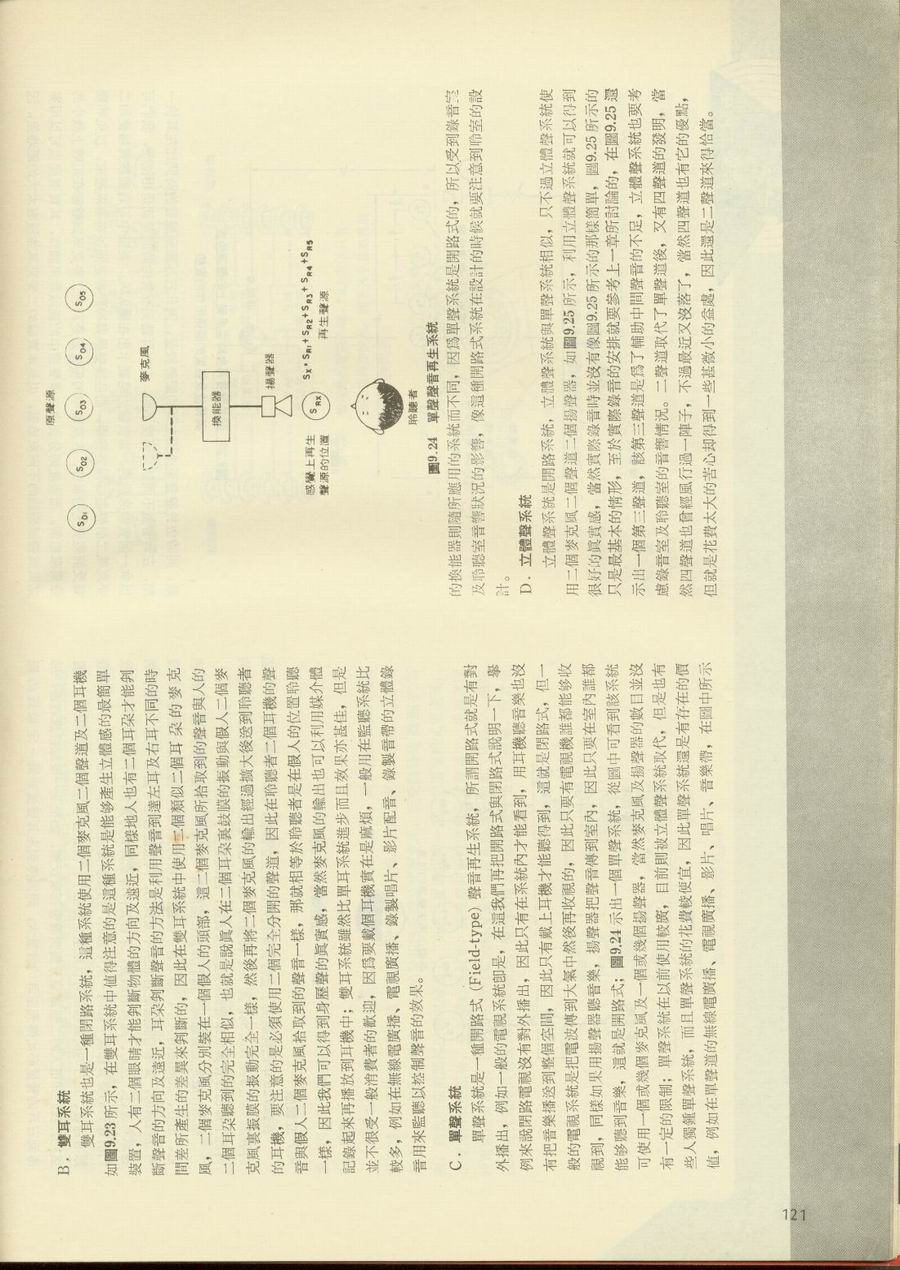 B. 雙耳系統
雙耳系統也是一種閉路系統，這種系統使用二個麥克風二個聲道及二個耳機
如圖9.23所示，在雙耳系統中值得注意的是這種系統是能夠產生立體感的最簡單
裝置，人有二個眼睛才能判斷物體的方向及遠近，同樣地人也有二個耳朵才能判
斷聲音的方向及遠近，耳朵判斷聲音的方法是利用聲音到達左耳及右耳不同的時
間差所產生的差異來判斷的，因此在雙耳系統中使用二個類似二個耳朵的麥克
風，二個麥克風分別裝在一個假人的頭部，這二個麥克風所拾取到的聲音與人的
二個耳朵聽到的完全相似，也就是說眞人在二個耳朵裏鼓膜的振動與假人二個麥
克風裏振膜的振動完全一樣，然後再將二個麥克風的輸出經過擴大後送到聆聽者
的耳機，要注意的是必須使用二個完全分開的聲道，因此在聆聽者二個耳機的聲
音與假人二個麥克風拾取到的聲音一樣，那就相等於聆聽者是在假人的位置聆聽
一樣，因此我們可以得到身歷聲的眞實感，當然麥克風的輸出也可以利用媒介體
記錄起來再播放到耳機中；雙耳系統雖然比單耳系統進步而且效果亦甚佳，但是
並不很受一般消費者的歡迎，因爲要戴個耳機實在是麻煩，一般用在監聽系統比
較多，例如在無線電廣播、電視廣播、錄製唱片、影片配音、錄製音帶的立體錄
音用來監聽以控制聲音的效果。
C. 單聲系統
單聲系統是一種開路式（Field-type）聲音再生系統，所謂開路式就是有對
外播出，例如一般的電視系統卽是，在這我們再把開路式與閉路式說明一下，擧
例來說閉路電視沒有對外播出，因此只有在系統內才能看到，用耳機聽音樂也沒
有把音樂播送到整個空間，因此只有戴上耳機才能聽得到，這就是閉路式，但一
般的電視系統是把電波傳到大氣中然後再收視的，因此只要有電視機誰都能夠收
視到，同樣如果用揚聲器聽音樂，揚聲器把聲音傳到室內，因此只要在室內誰都
能够聽到音樂，這就是開路式；圖9.24示出一個單聲系統，從圖中可看到該系統
可使用一個或幾個麥克風及一個或幾個揚聲器，當然麥克風及揚聲器的數目並沒
有一定的限制；單聲系統在以前使用較廣，目前則被立體聲系統取代，但是也有
些人獨鍾單聲系統，而且單聲系統的花費較便宜，因此單聲系統還是有存在的價
値，例如在單聲道的無線電廣播、電視廣播、影片、唱片、音樂帶，在圖中所示
原聲源
S01 S02 S03 S04 S05
麥克風
換能器
揚聲器
感覺上再生
聲源的位置
SRX
SX=SR1+SR2+SR3+SR4+SR5
再生聲源
聆聽者
圖9.24 單聲聲音再生系統
的換能器則隨所應用的系統而不同，因爲單聲系統是開路式的，所以受到錄音室
及聆聽室音響狀況的影響，像這種開路式系統在設計的時候就要注意到聆室的設
計。
D. 立體聲系統
立體聲系統是開路系統，立體聲系統與單聲系統相似，只不過立體聲系統使
用二個麥克風二個聲道二個揚聲器，如圖9.25所示，利用立體聲系統就可以得到
很好的眞實感，當然實際錄音時並沒有像圖9.25所示的那樣簡單，圖9.25所示的
只是最基本的情形，至於實際錄音的安排就要參考上一章所討論的，在圖9.25還
示出一個第三聲道，該第三聲道是爲了輔助中間聲音的不足，立體聲系統也要考
慮錄音室及聆聽室的音響情況。二聲道取代了單聲道後，又有四聲道的發明，當
然四聲道也曾經風行過一陣子，不過最近又沒落了，當然四聲道也有它的優點，
但就是花費太大的苦心却得到一些甚微小的益處，因此還是二聲道來得恰當。
121